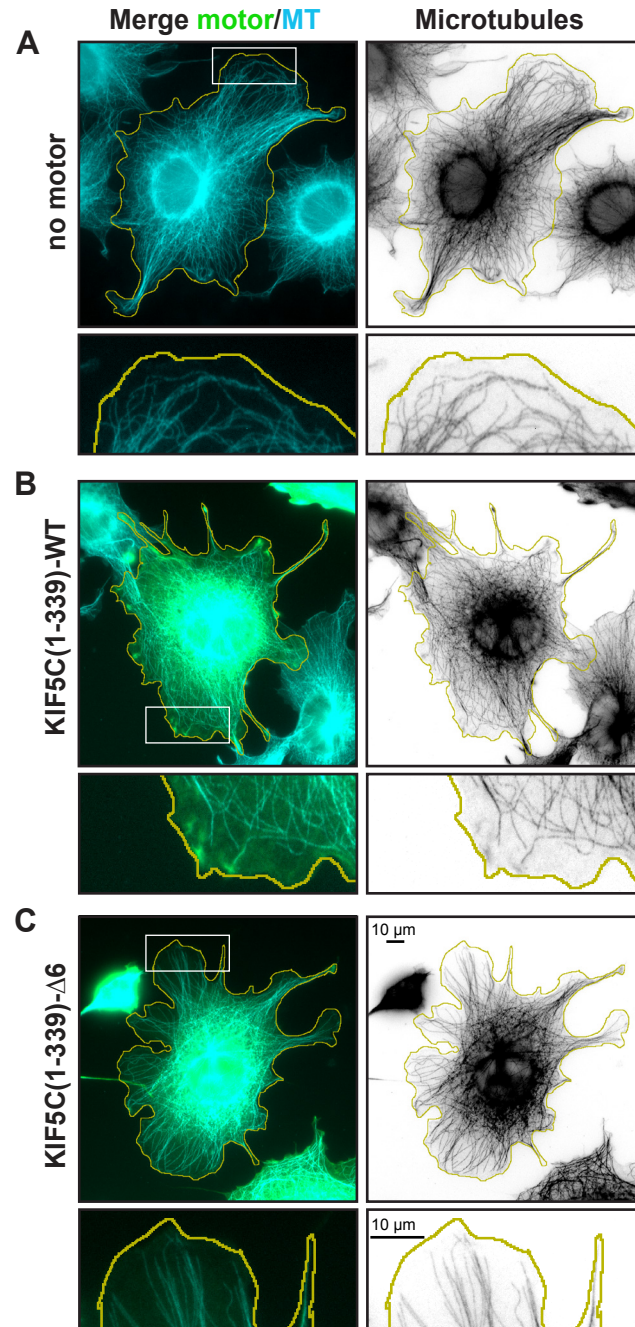 Merge motor/MT
Microtubules
A
no motor
B
KIF5C(1-339)-WT
C
KIF5C(1-339)-Δ6
10 µm
10 µm